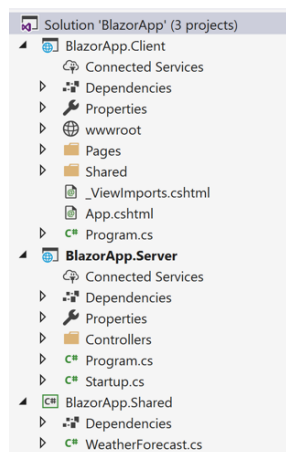 Solution 'BlazorApp' (3 projects)
BlazorApp.Client
Connected Services
Dependencies
Properties
wwwroot
Pages
Shared
_ViewImports.cshtml
App.cshtml
C# Program.cs
BlazorApp.Server
Connected Services
Dependencies
Properties
Controllers
C# Program.cs
C# Startup.cs
C# BlazorApp.Shared
Dependencies
C# WeatherForecast.cs